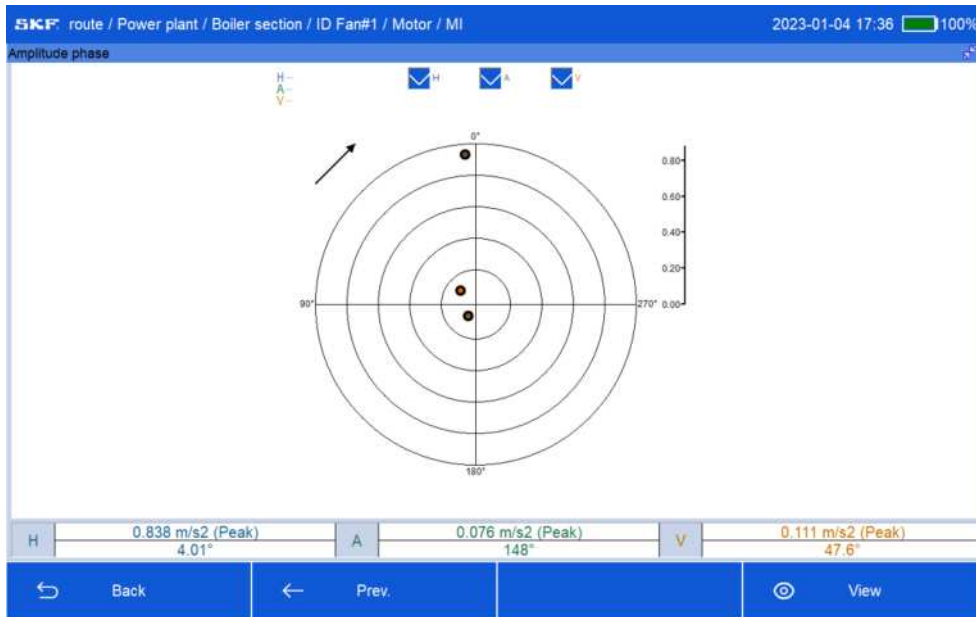 SKF route / Power plant / Boiler section / ID Fan#1 / Motor / MI 2023-01-04 17:36 100%
Amplitude phase
H--
A--
V--
H A V
0°
90°
270°
180°
0.80
0.60
0.40
0.20
0.00
H 0.838 m/s2 (Peak) 4.01°
A 0.076 m/s2 (Peak) 148°
V 0.111 m/s2 (Peak) 47.6°
Back Prev. View